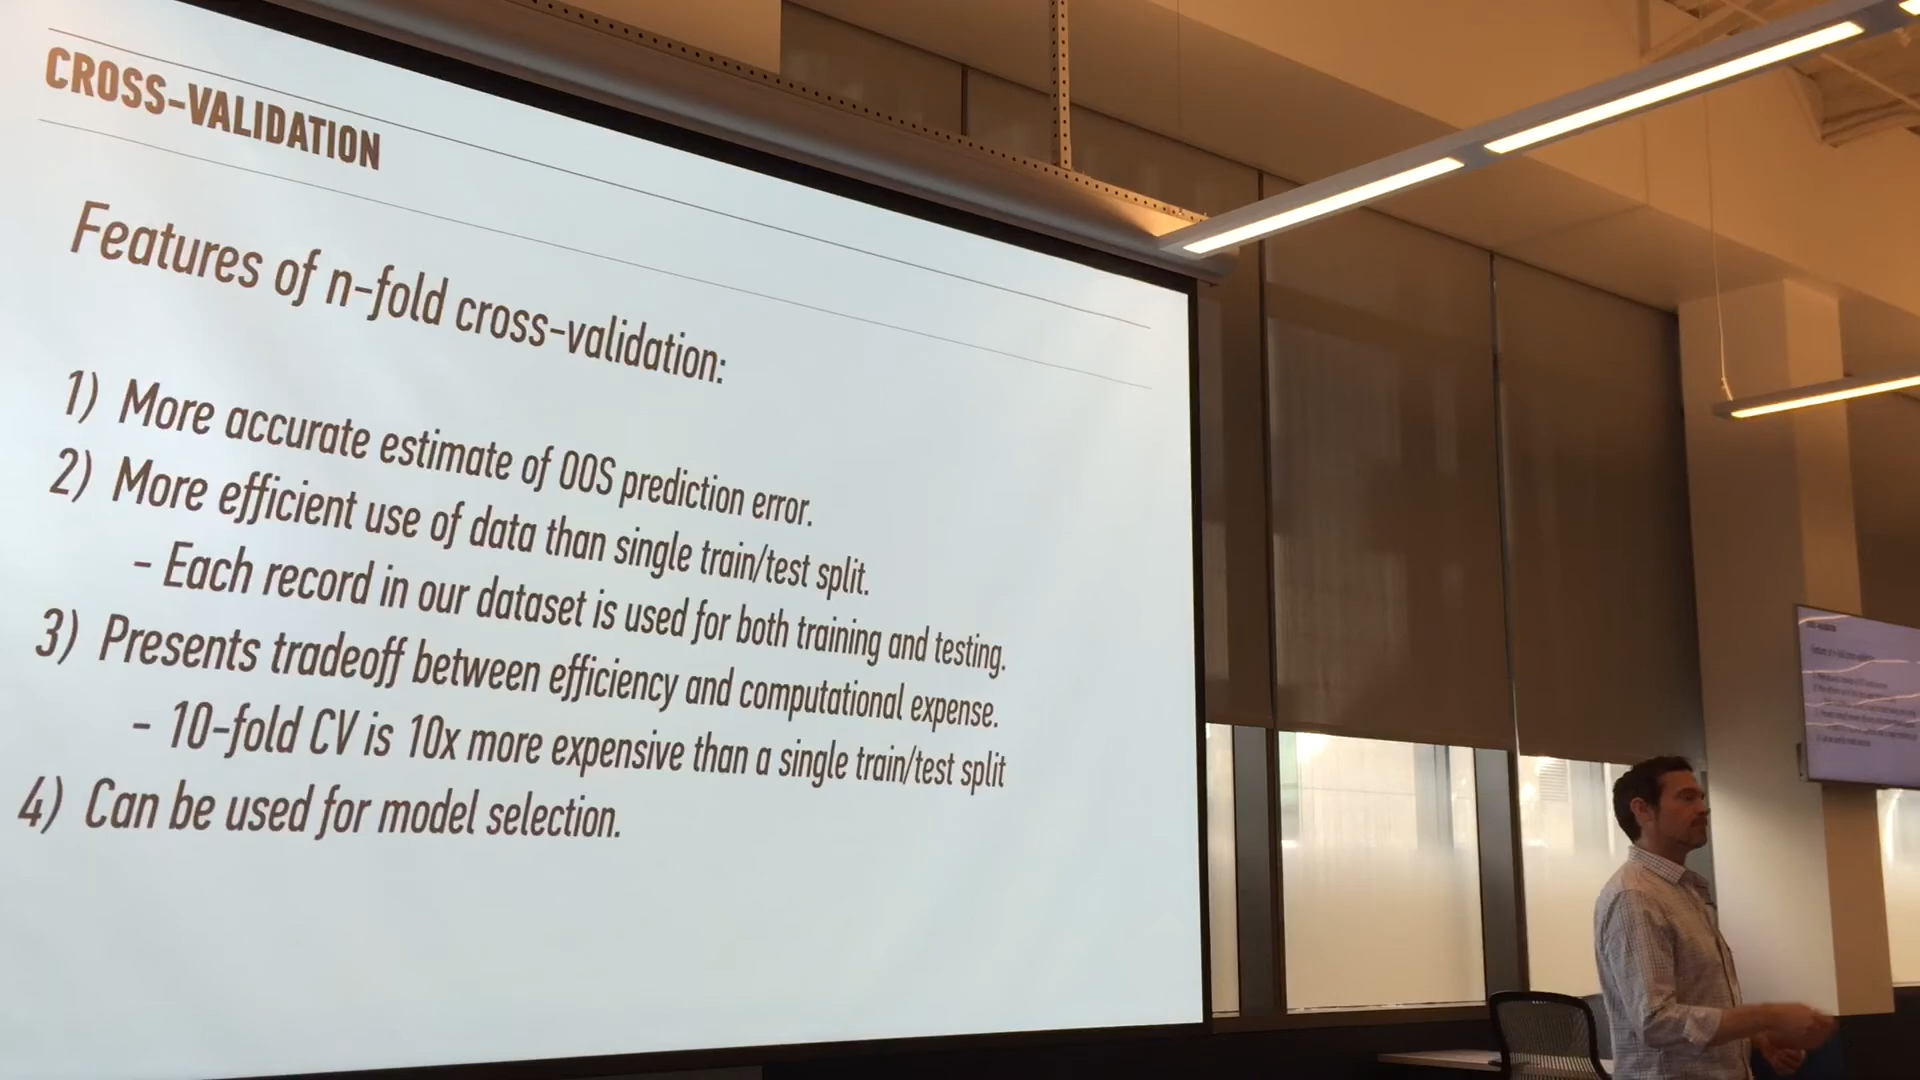 CROSS-VALIDATION
Features of n-fold cross-validation:
1) More accurate estimate of OOS prediction error.
2) More efficient use of data than single train/test split.
- Each record in our dataset is used for both training and testing.
3) Presents tradeoff between efficiency and computational expense.
- 10-fold CV is 10x more expensive than a single train/test split
4) Can be used for model selection.